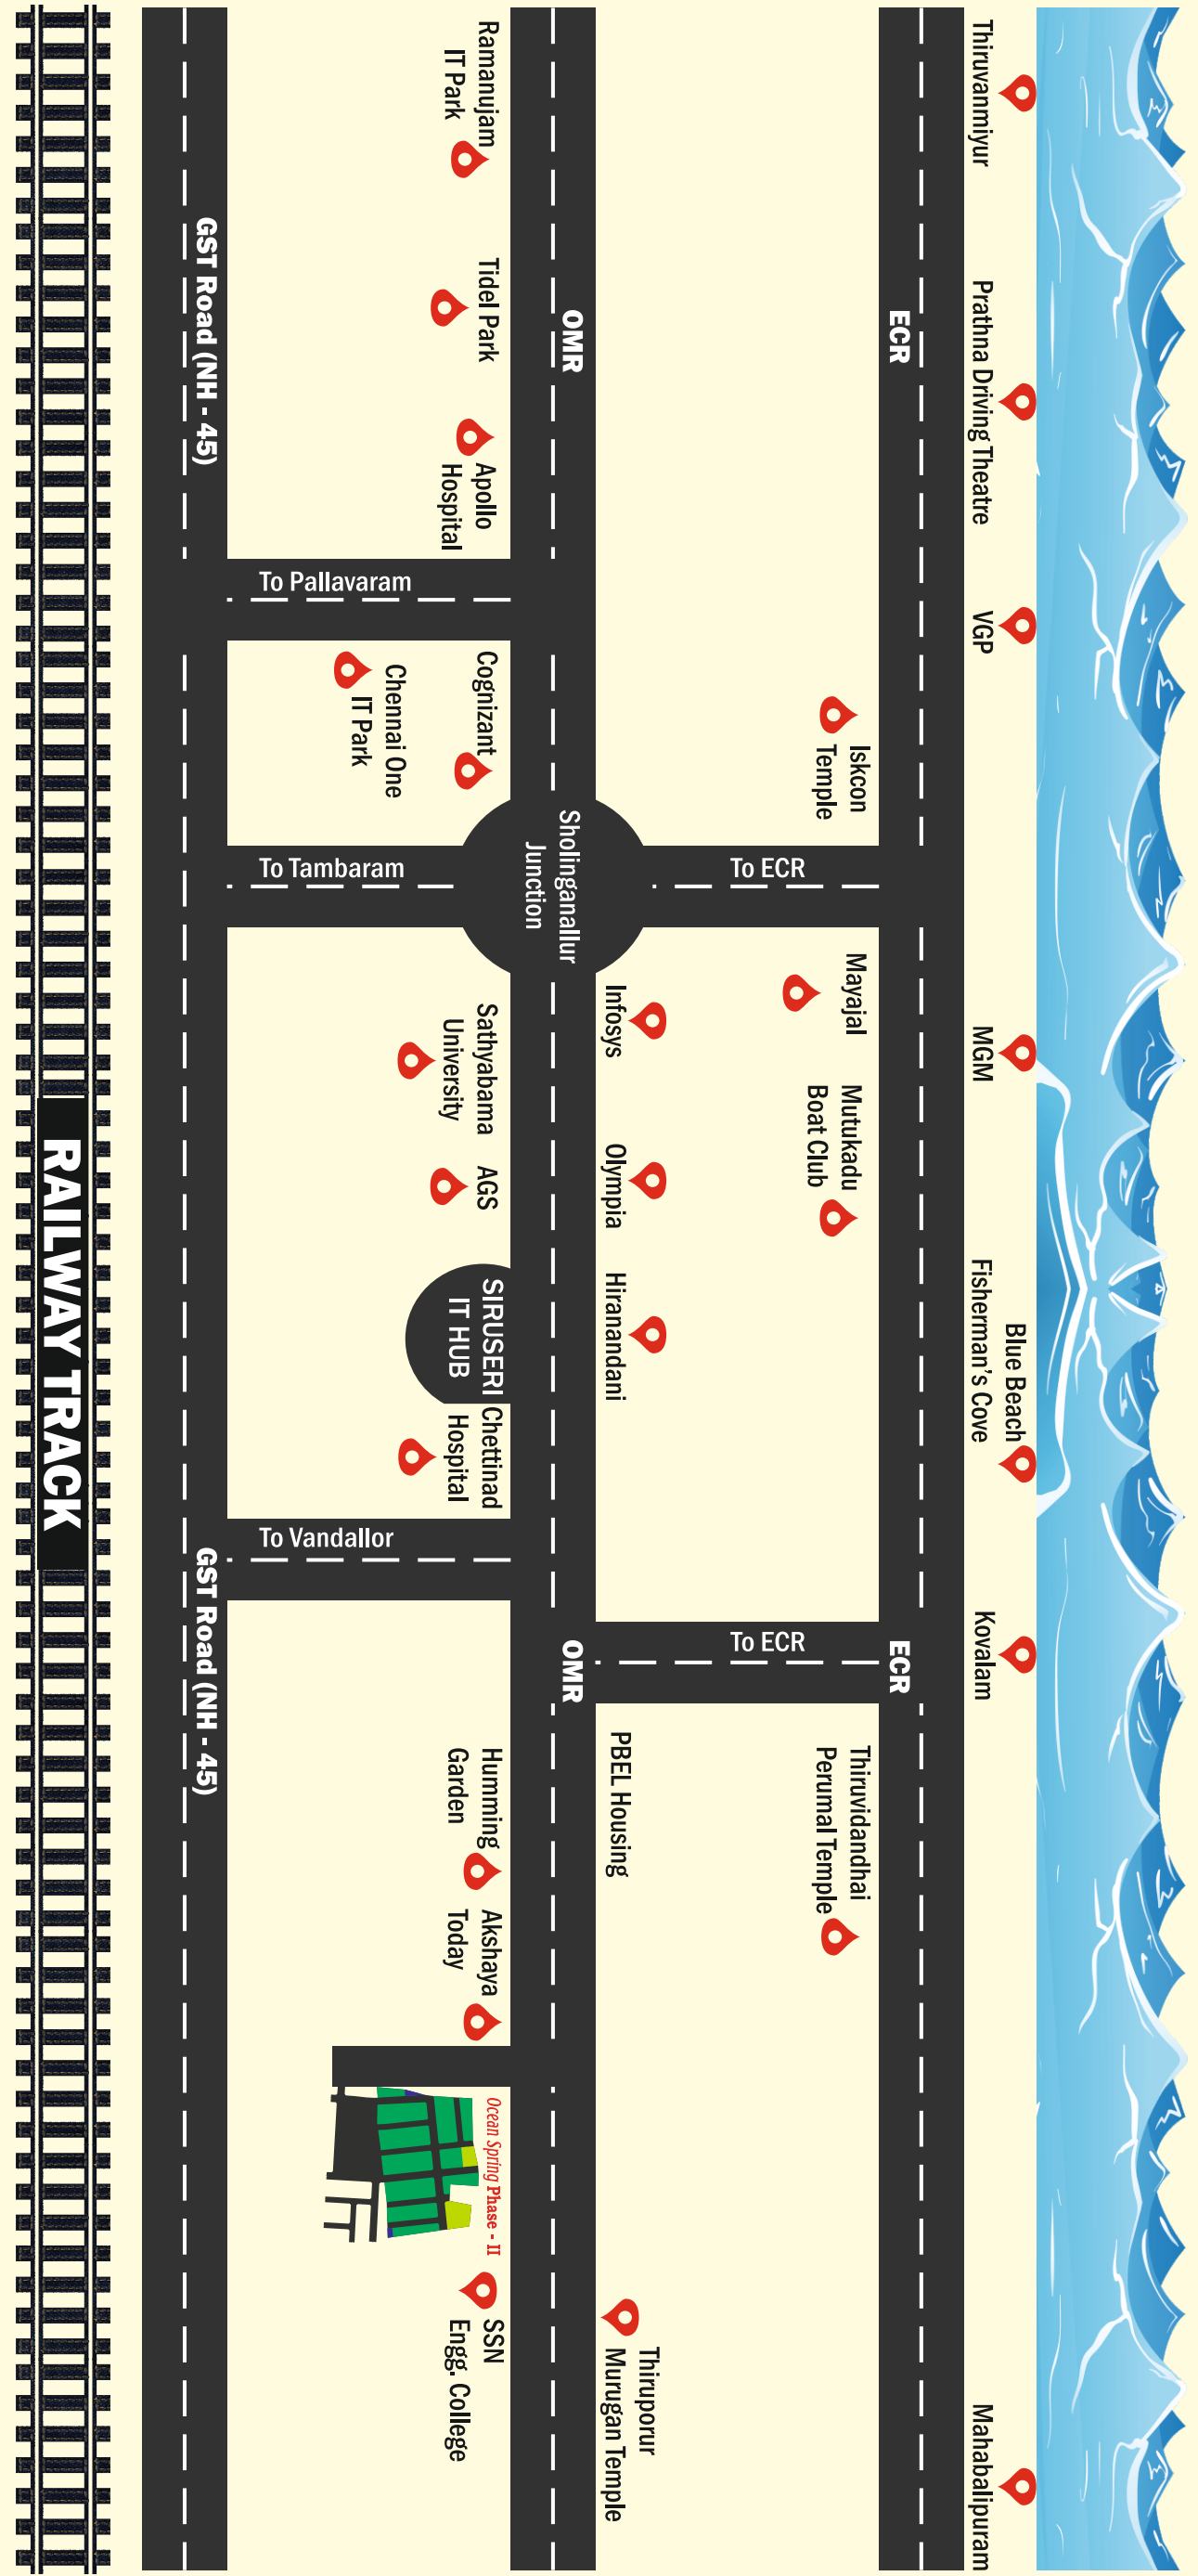 Thiruvanmiyur
Prathna Driving Theatre
VGP
MGM
Blue Beach
Fisherman's Cove
Kovalam
Mahabalipuram
ECR
ECR
Iskcon
Temple
Mayajal
Mutukadu
Boat Club
Thiruvidandhai
Perumal Temple
To ECR
To ECR
Infosys
Olympia
Hiranandani
PBEL Housing
Thiruporur
Murugan Temple
OMR
Sholinganallur
Junction
OMR
Ramanujam
IT Park
Tidel Park
Apollo
Hospital
Cognizant
Chennai One
IT Park
Sathyabama
University
AGS
SIRUSERI
IT HUB
Chettinad
Hospital
Humming
Garden
Akshaya
Today
Ocean Spring Phase - II
SSN
Engg. College
To Pallavaram
To Tambaram
To Vandallor
GST Road (NH - 45)
GST Road (NH - 45)
RAILWAY TRACK